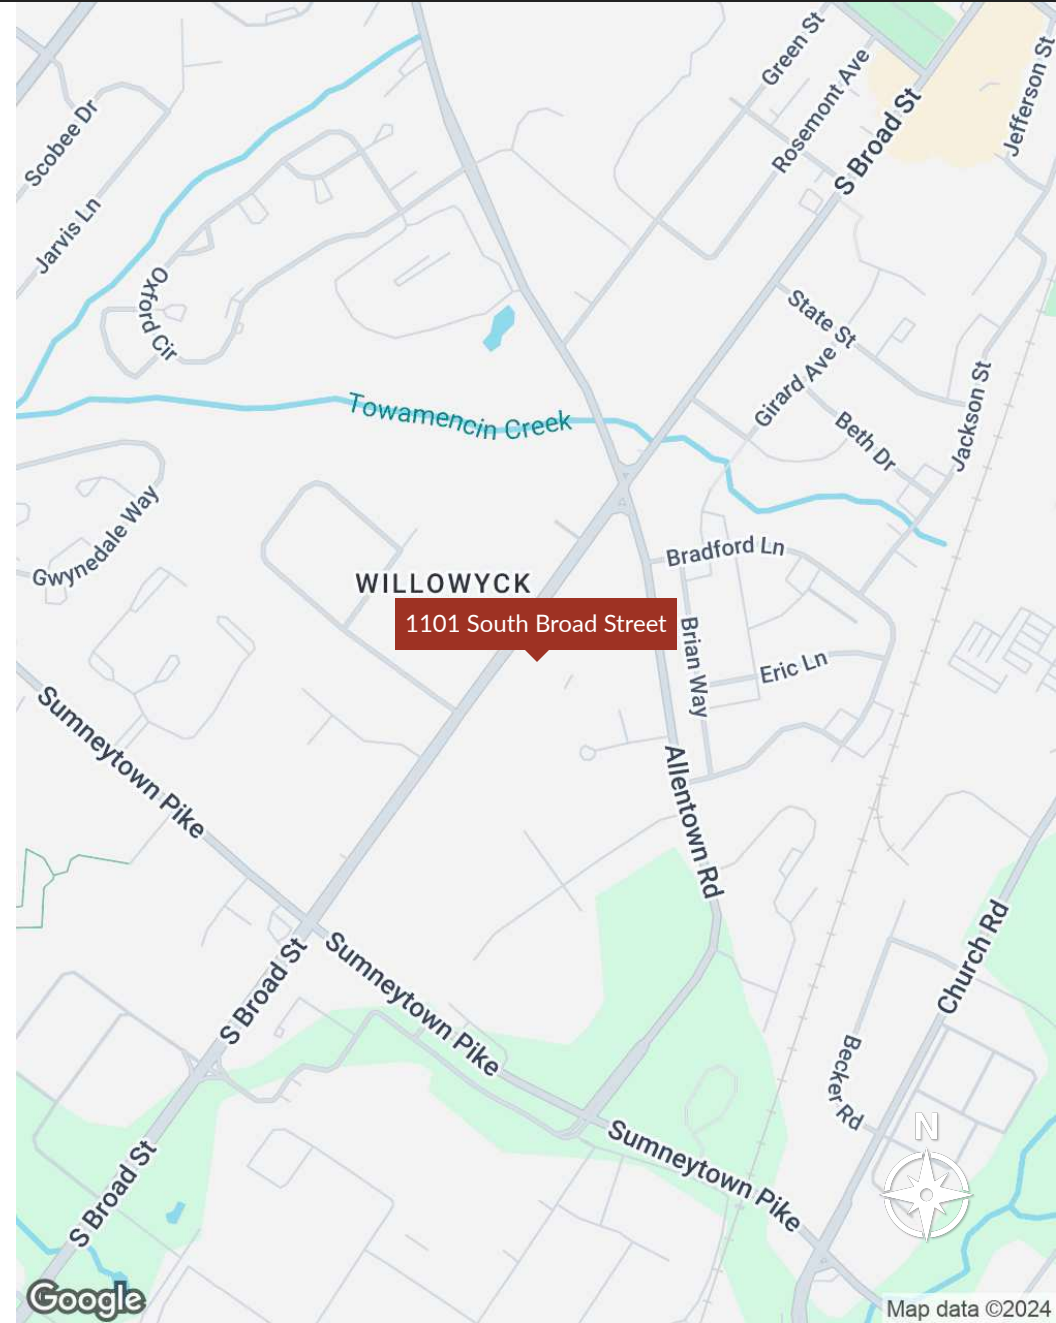 Green St
Rosemont Ave
Jefferson St
Scobee Dr
S Broad St
Jarvis Ln
Oxford Cir
State St
Girard Ave
Jackson St
Beth Dr
Towamencin Creek
Gwynedale Way
Bradford Ln
WILLOWYCK
1101 South Broad Street
Brian Way
Eric Ln
Sumneytown Pike
Allentown Rd
Church Rd
S Broad St
Sumneytown Pike
Becker Rd
N
Sumneytown Pike
S Broad St
Google
Map data ©2024